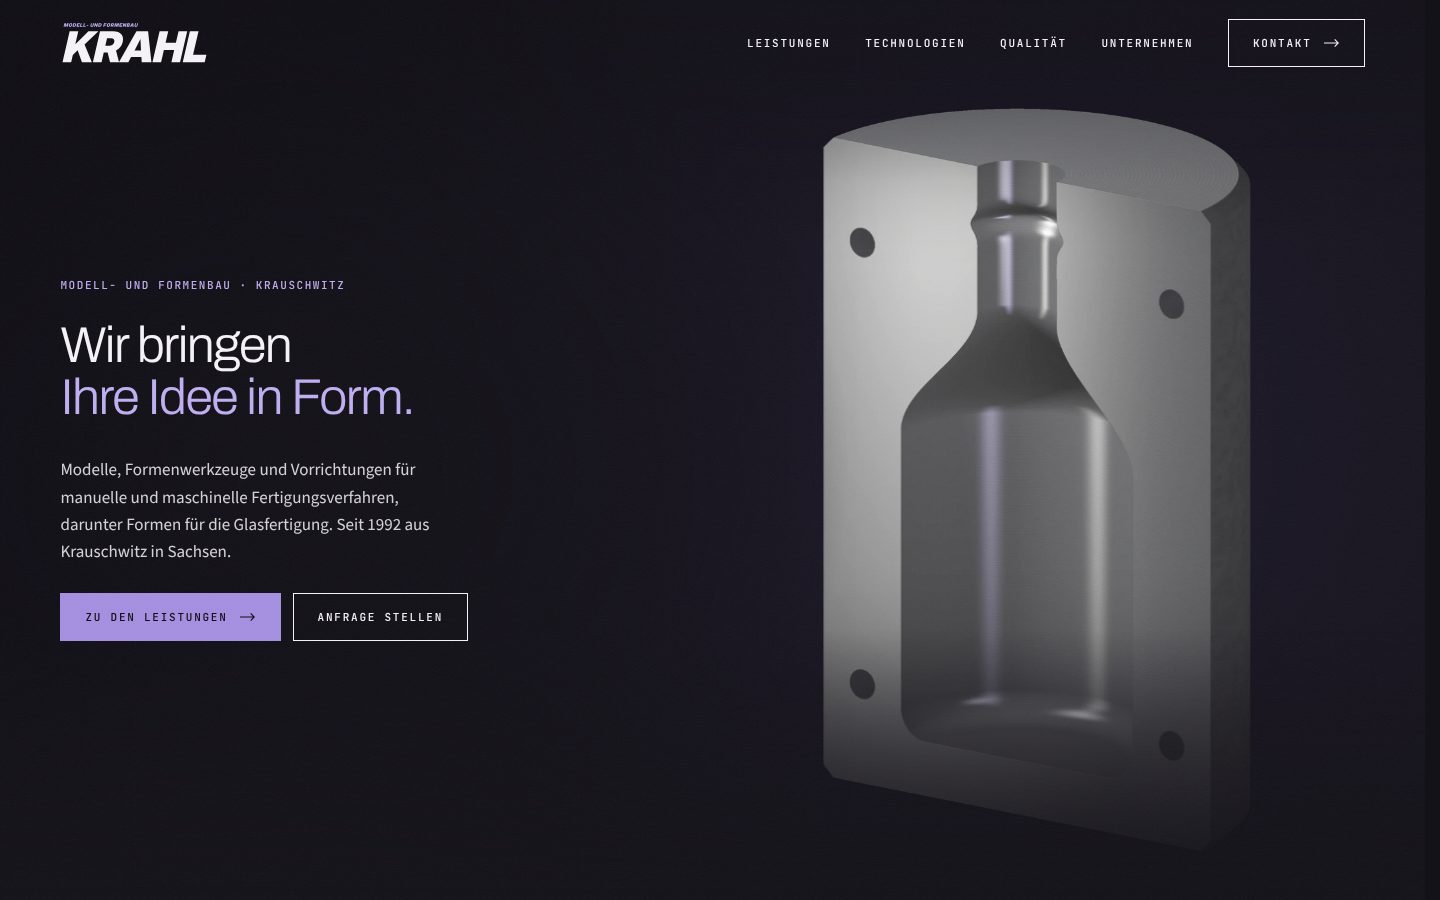 MODELL- UND FORMENBAU
KRAHL
LEISTUNGEN TECHNOLOGIEN QUALITÄT UNTERNEHMEN KONTAKT →
MODELL- UND FORMENBAU · KRAUSCHWITZ
Wir bringen
Ihre Idee in Form.
Modelle, Formenwerkzeuge und Vorrichtungen für
manuelle und maschinelle Fertigungsverfahren,
darunter Formen für die Glasfertigung. Seit 1992 aus
Krauschwitz in Sachsen.
ZU DEN LEISTUNGEN → ANFRAGE STELLEN